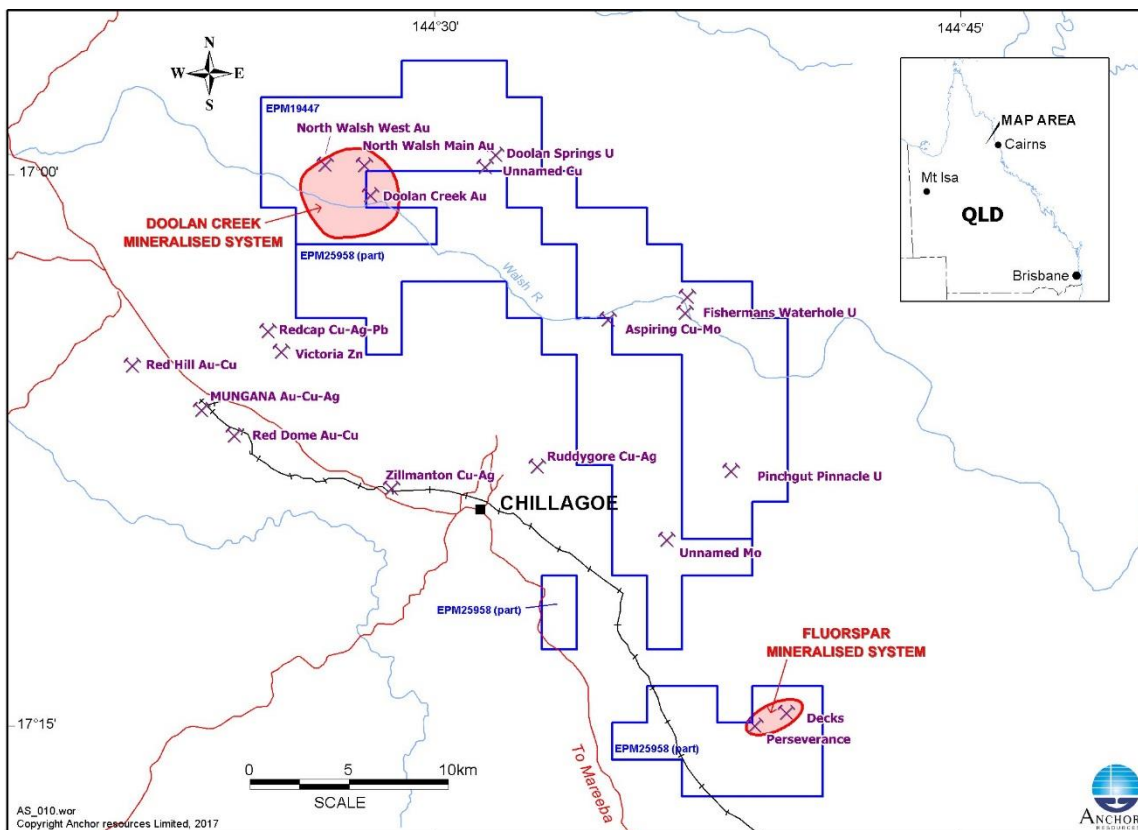 144°30'
144°45'
N
W
E
S
EPM19447
North Walsh West Au
North Walsh Main Au
Doolan Springs U
Unnamed Cu
MAP AREA
Cairns
Mt Isa
QLD
Brisbane
17°00'
Doolan Creek Au
DOOLAN CREEK
MINERALISED SYSTEM
EPM25958 (part)
Walsh R
Redcap Cu-Ag-Pb
Victoria Zn
Aspiring Cu-Mo
Fishermans Waterhole U
Red Hill Au-Cu
MUNGANA Au-Cu-Ag
Red Dome Au-Cu
Zillmanton Cu-Ag
Ruddygore Cu-Ag
Pinchgut Pinnacle U
CHILLAGOE
Unnamed Mo
EPM25958 (part)
FLUORSPAR
MINERALISED SYSTEM
17°15'
Decks
Perseverance
EPM25958 (part)
To Mareeba
0 5 10km
SCALE
AS_010.wor
Copyright Anchor resources Limited, 2017
ANCHOR
RESOURCES